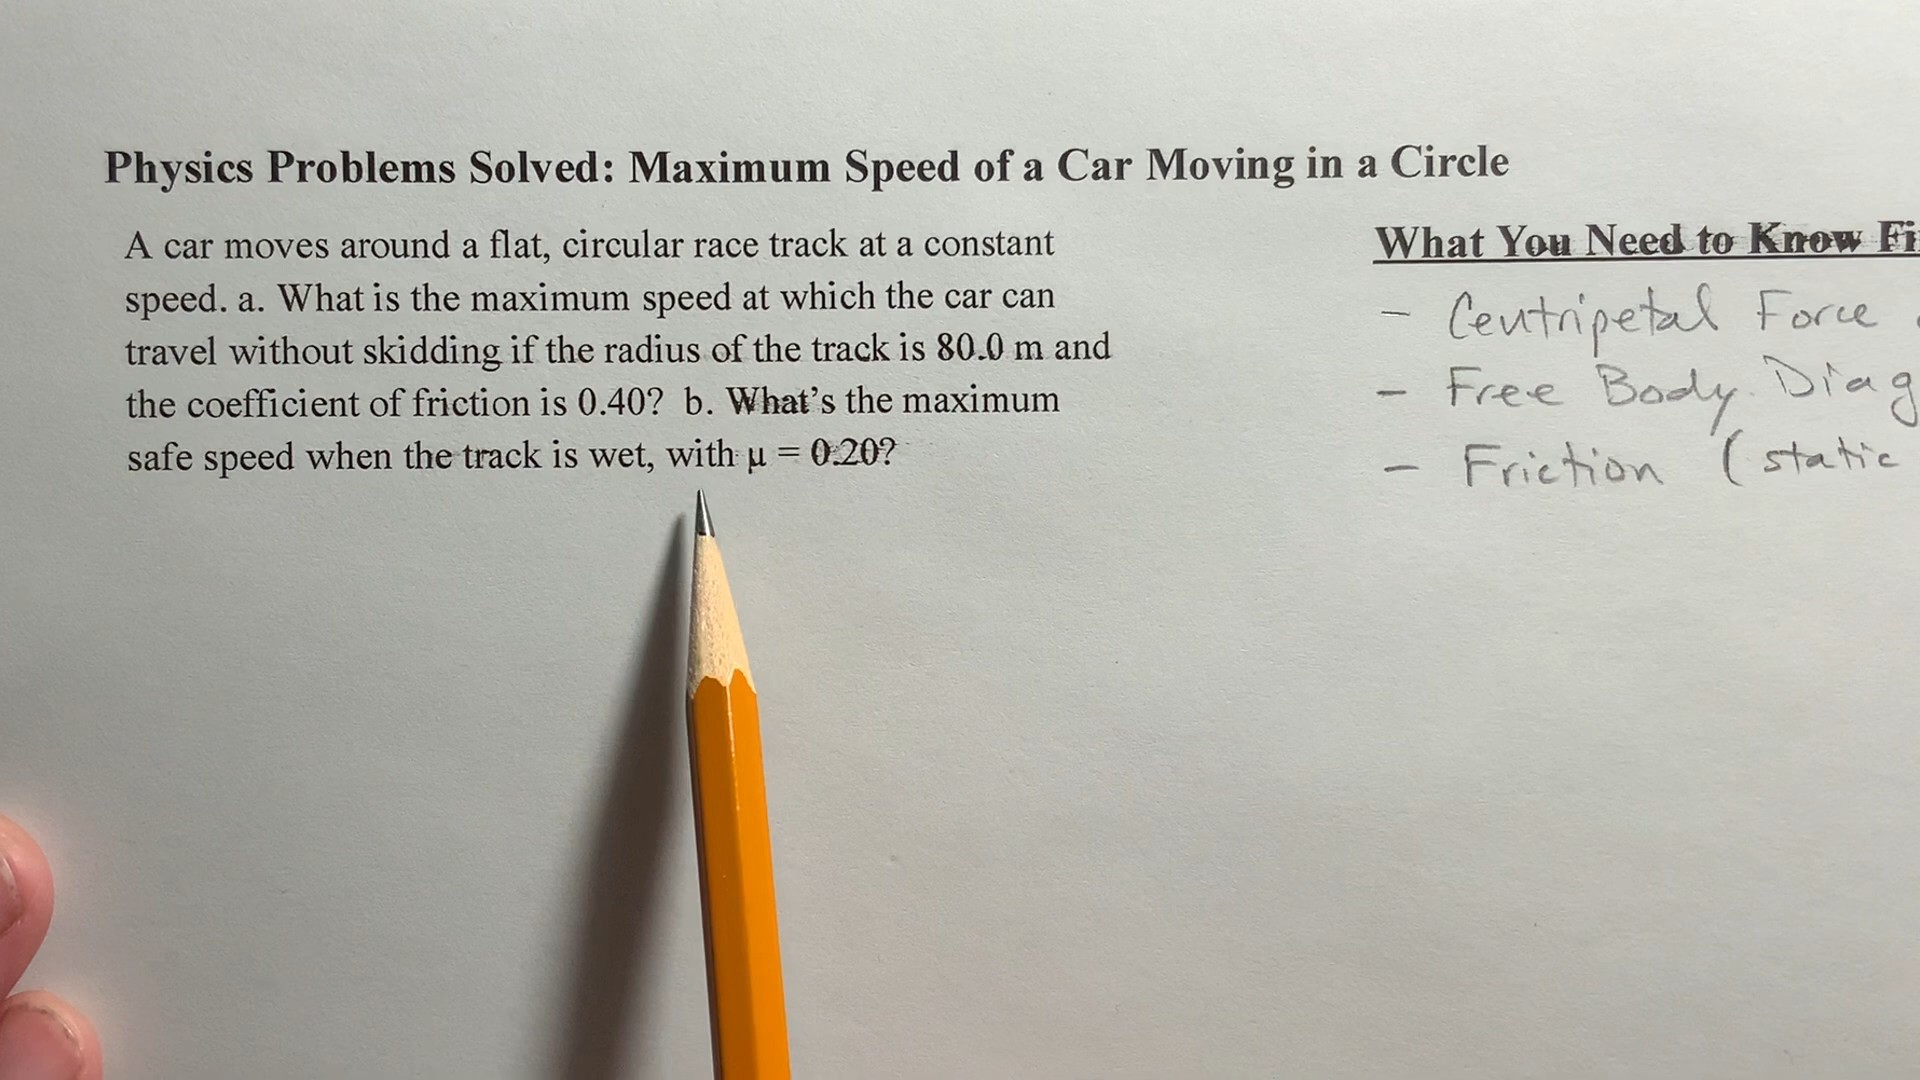 Physics Problems Solved: Maximum Speed of a Car Moving in a Circle
A car moves around a flat, circular race track at a constant
speed. a. What is the maximum speed at which the car can
travel without skidding if the radius of the track is 80.0 m and
the coefficient of friction is 0.40? b. What's the maximum
safe speed when the track is wet, with µ = 0.20?
What You Need to Know Fi
- Centripetal Force
- Free Body Diag
- Friction (static